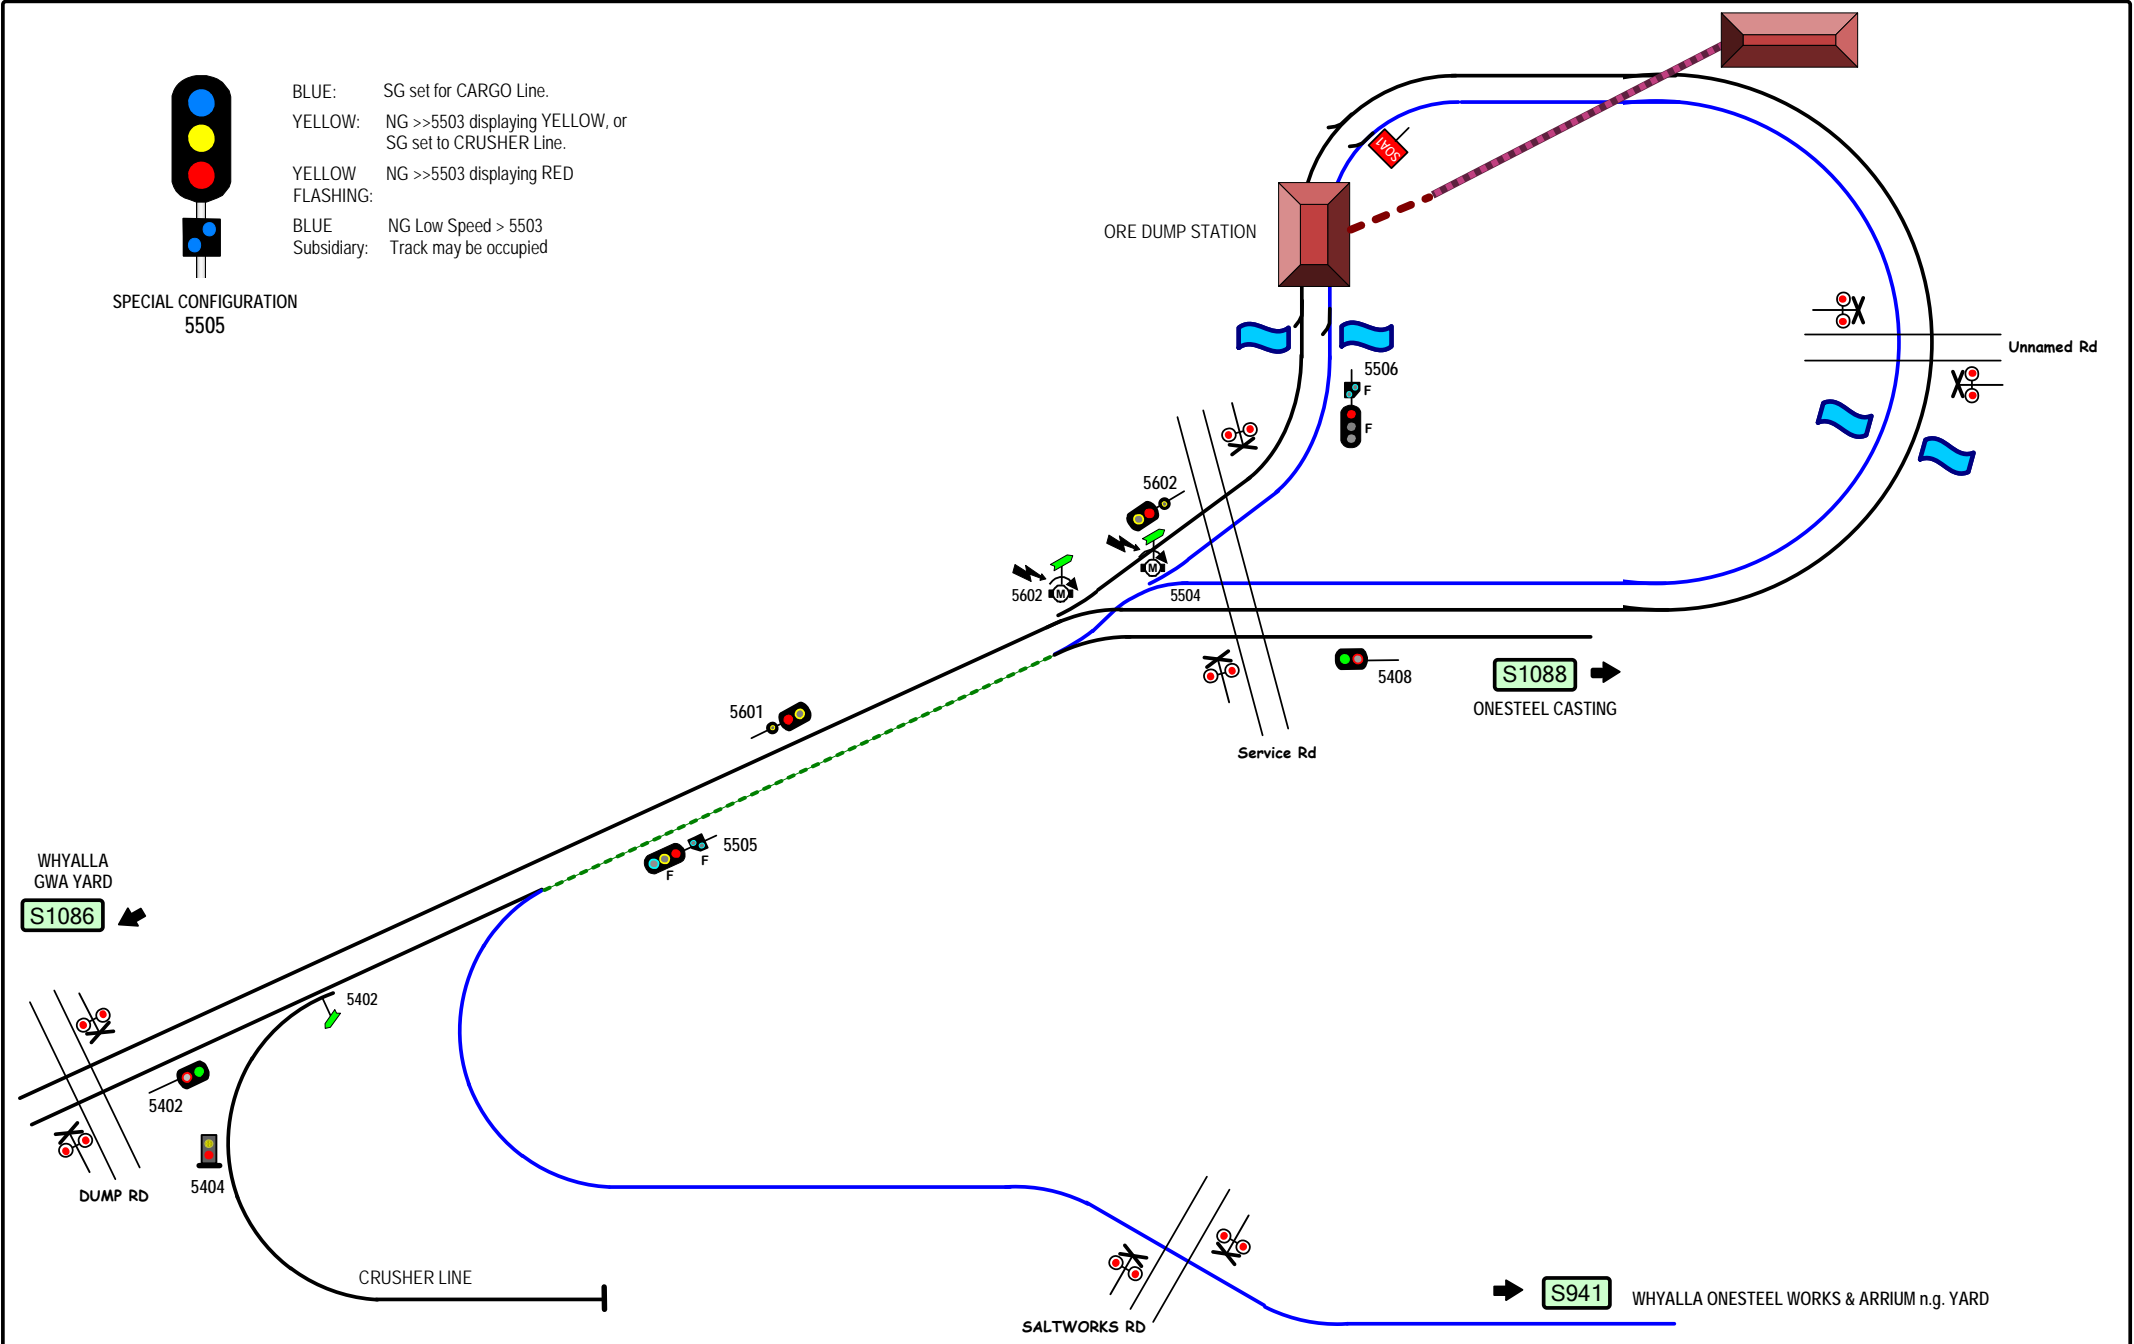 BLUE: SG set for CARGO Line.
YELLOW: NG >>5503 displaying YELLOW, or
SG set to CRUSHER Line.
YELLOW NG >>5503 displaying RED
FLASHING:
BLUE NG Low Speed > 5503
Subsidiary: Track may be occupied
SPECIAL CONFIGURATION
5505
SOA1
ORE DUMP STATION
Unnamed Rd
5506
F
F
5602
M
5602
M
5504
5408
S1088
ONESTEEL CASTING
5601
Service Rd
5505
F
F
WHYALLA
GWA YARD
S1086
5402
5402
5404
DUMP RD
CRUSHER LINE
S941
WHYALLA ONESTEEL WORKS & ARRIUM n.g. YARD
SALTWORKS RD